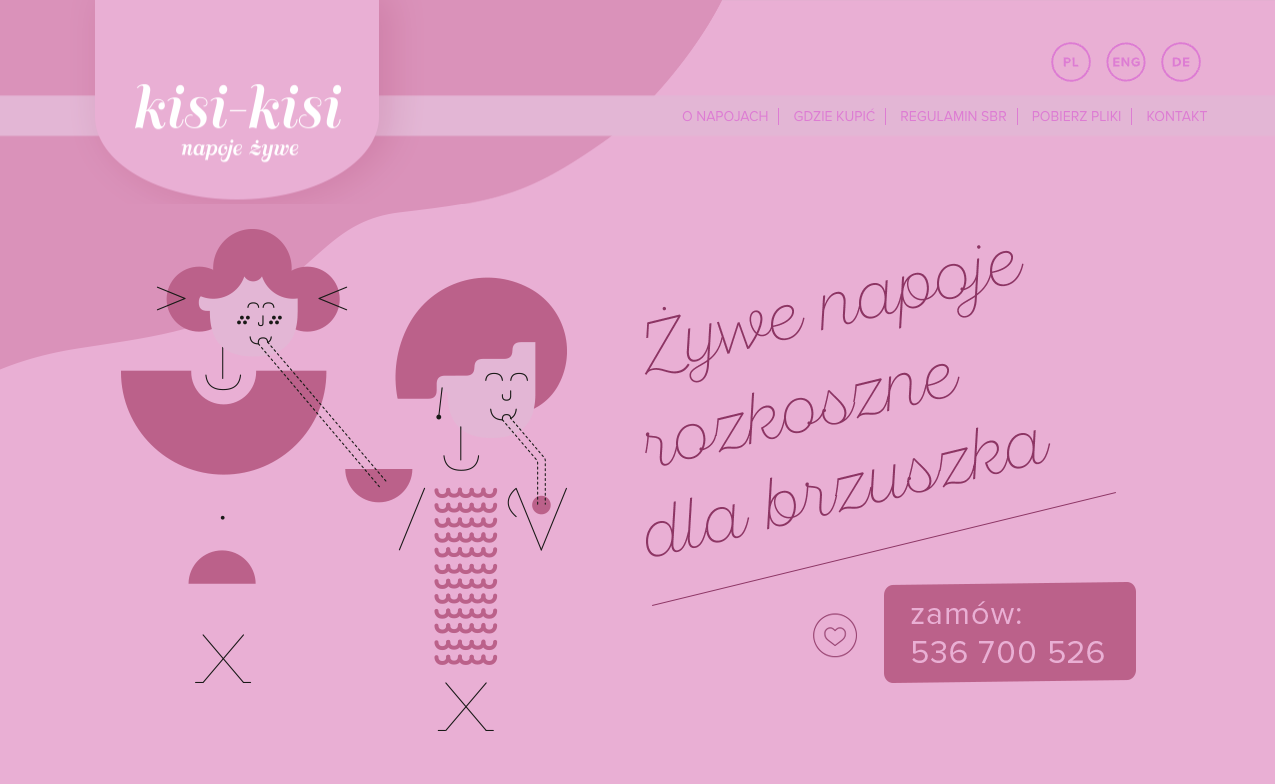 kisi-kisi
napoje żywe
PL ENG DE
O NAPOJACH GDZIE KUPIĆ REGULAMIN SBR POBIERZ PLIKI KONTAKT
Żywe napoje
rozkoszne
dla brzuszka
zamów:
536 700 526